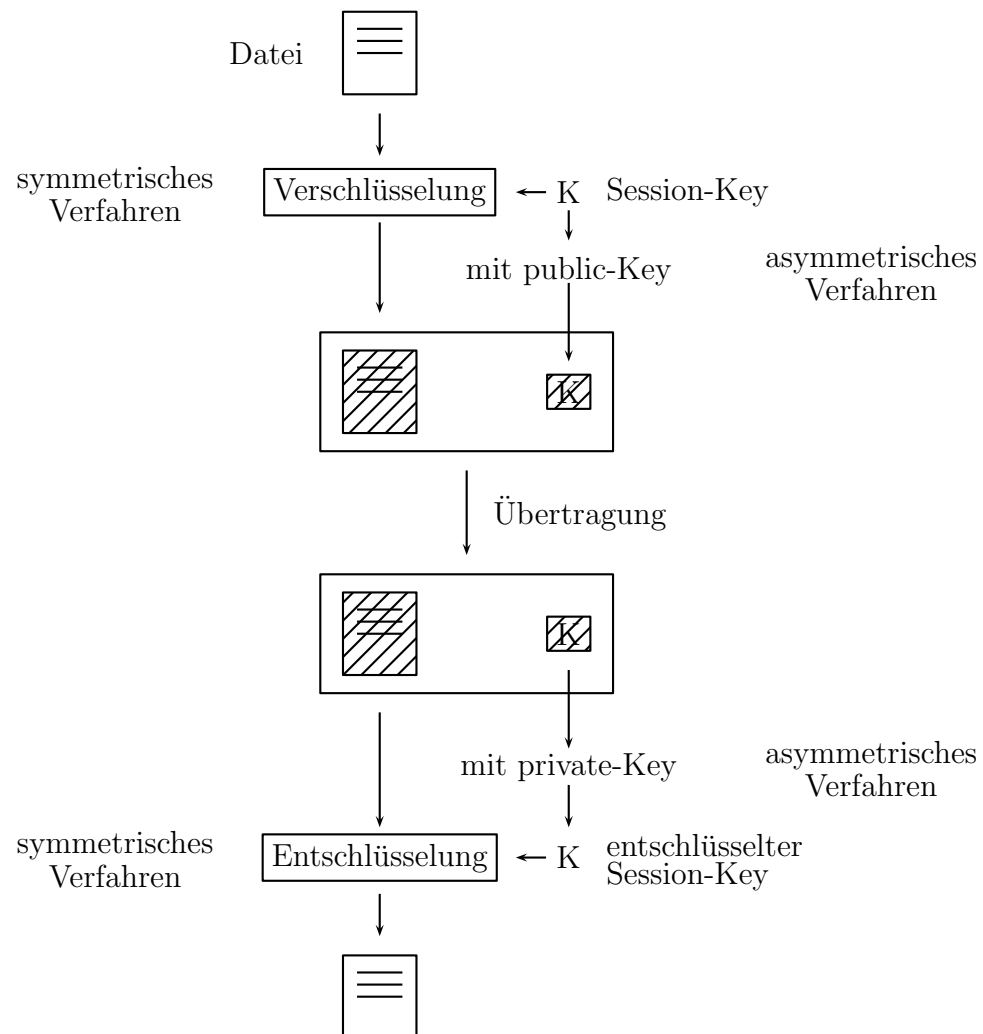 Datei
symmetrisches
Verfahren
Verschlüsselung
K
Session-Key
mit public-Key
asymmetrisches
Verfahren
K
Übertragung
K
mit private-Key
asymmetrisches
Verfahren
symmetrisches
Verfahren
Entschlüsselung
K
entschlüsselter
Session-Key